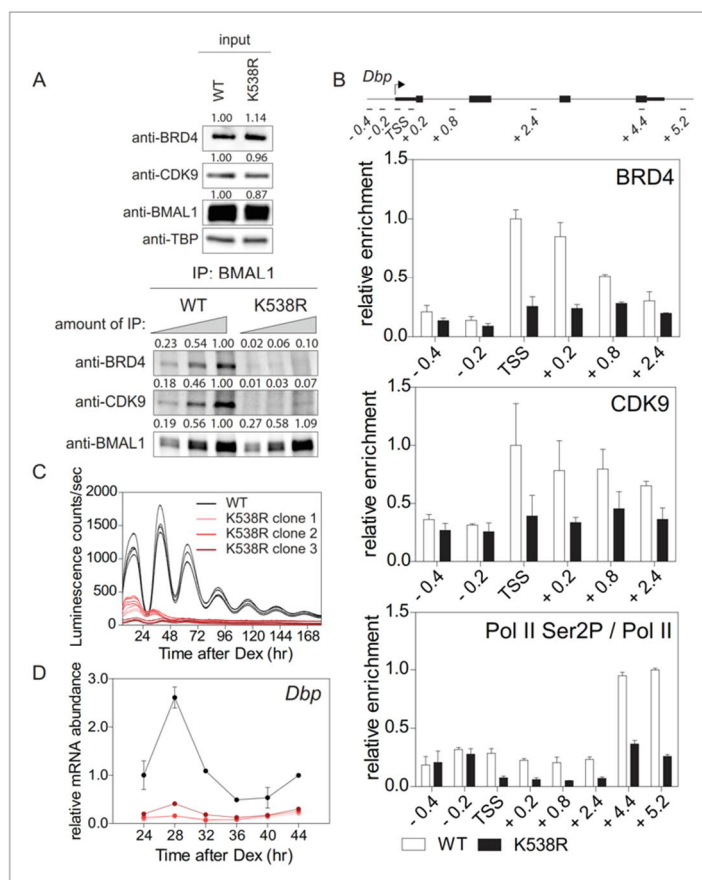 A
input
WT
K538R
1.00 1.14
anti-BRD4
1.00 0.96
anti-CDK9
1.00 0.87
anti-BMAL1
anti-TBP
IP: BMAL1
WT K538R
amount of IP:
0.23 0.54 1.00 0.02 0.06 0.10
anti-BRD4
0.18 0.46 1.00 0.01 0.03 0.07
anti-CDK9
0.19 0.56 1.00 0.27 0.58 1.09
anti-BMAL1
C
Luminescence counts/sec
2000
1500
1000
500
0
WT
K538R clone 1
K538R clone 2
K538R clone 3
24 48 72 96 120 144 168
Time after Dex (hr)
D
Dbp
relative mRNA abundance
3.0
2.0
1.0
0.0
24 28 32 36 40 44
Time after Dex (hr)
B
Dbp
- 0.4 - 0.2 TSS + 0.2 + 0.8 + 2.4 + 4.4 + 5.2
BRD4
relative enrichment
1.5
1.0
0.5
0.0
- 0.4 - 0.2 TSS + 0.2 + 0.8 + 2.4
CDK9
relative enrichment
1.5
1.0
0.5
0.0
- 0.4 - 0.2 TSS + 0.2 + 0.8 + 2.4
Pol II Ser2P / Pol II
relative enrichment
1.5
1.0
0.5
0.0
- 0.4 - 0.2 TSS + 0.2 + 0.8 + 2.4 + 4.4 + 5.2
WT K538R